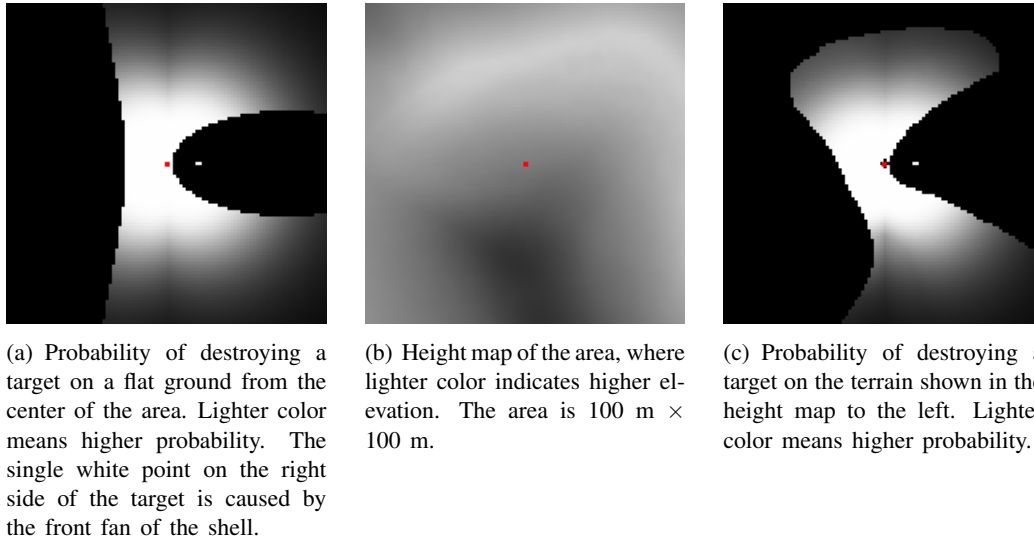 (a) Probability of destroying a
target on a flat ground from the
center of the area. Lighter color
means higher probability. The
single white point on the right
side of the target is caused by
the front fan of the shell.
(b) Height map of the area, where
lighter color indicates higher el-
evation. The area is 100 m ×
100 m.
(c) Probability of destroying a
target on the terrain shown in the
height map to the left. Lighte
color means higher probability.